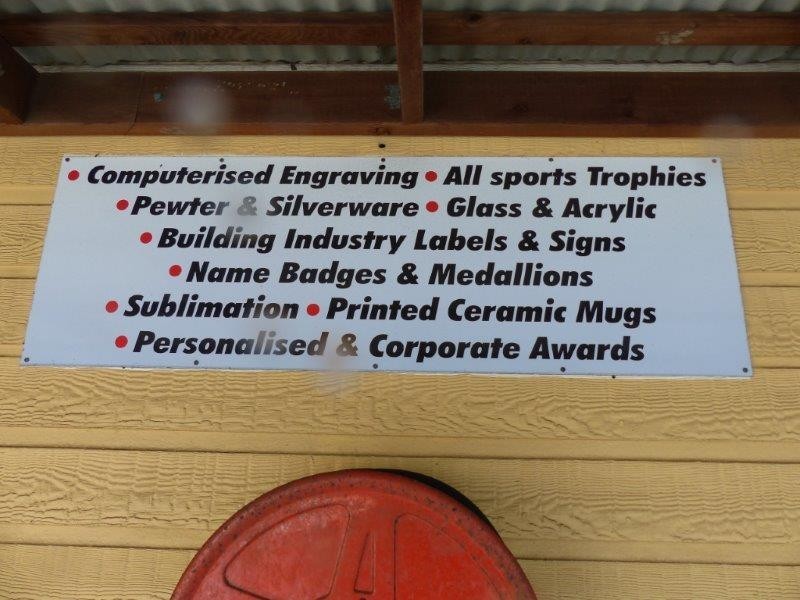 • Computerised Engraving • All sports Trophies
• Pewter & Silverware • Glass & Acrylic
• Building Industry Labels & Signs
• Name Badges & Medallions
• Sublimation • Printed Ceramic Mugs
• Personalised & Corporate Awards